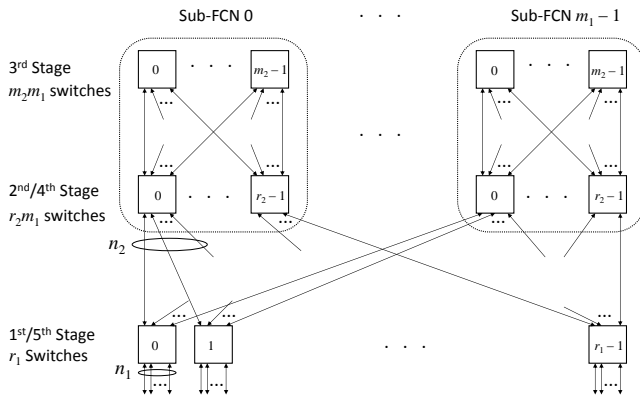 Sub-FCN 0 . . . Sub-FCN m₁ − 1
3rd Stage
m₂m₁ switches
0 . . . m₂ − 1 0 . . . m₂ − 1
... ... ... ...
. . .
... ... ... ...
2nd/4th Stage
r₂m₁ switches
0 . . . r₂ − 1 0 . . . r₂ − 1
... ... ... ...
n₂
... ... ...
1st/5th Stage
r₁ Switches
0 1 . . . r₁ − 1
n₁
... ... ...